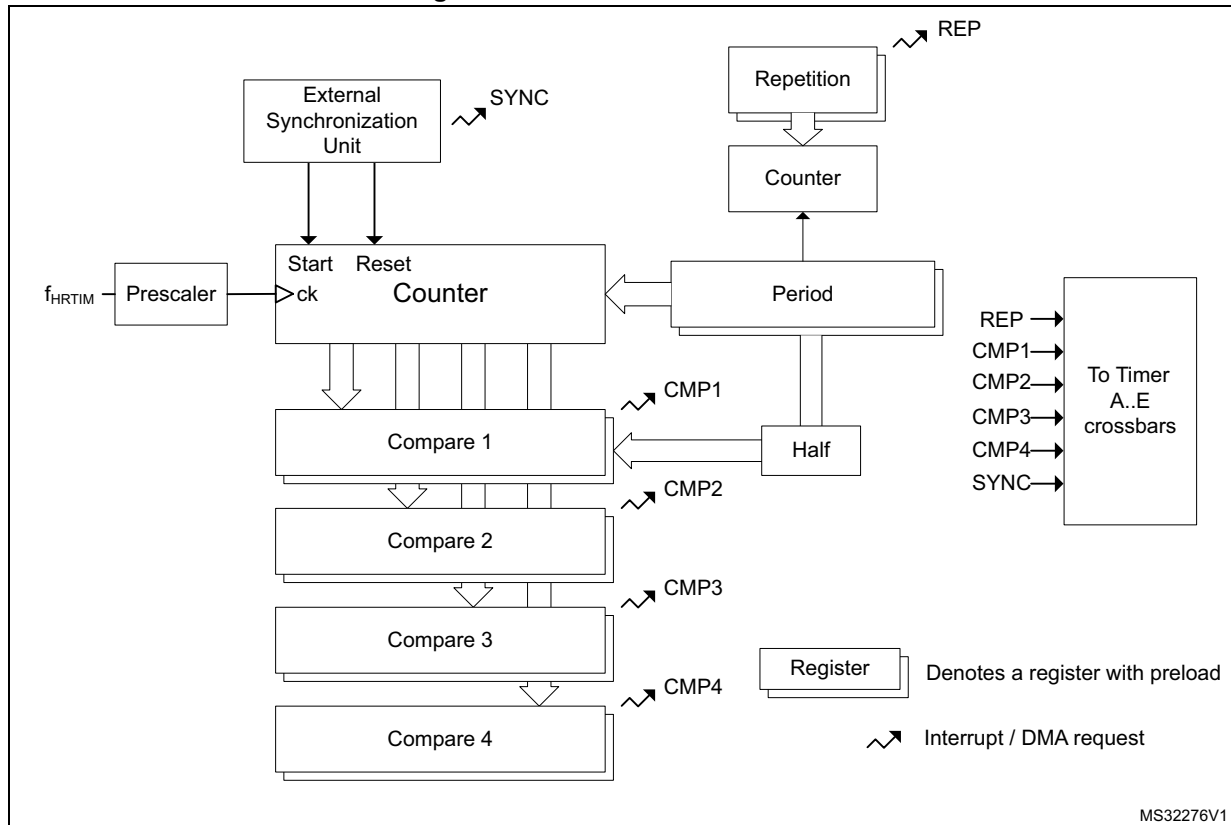 REP
Repetition
External
Synchronization
Unit
SYNC
Counter
Start Reset
fHRTIM
Prescaler
ck
Counter
Period
REP
CMP1
CMP2
CMP3
CMP4
SYNC
To Timer
A..E
crossbars
CMP1
Compare 1
Half
CMP2
Compare 2
CMP3
Compare 3
CMP4
Compare 4
Register
Denotes a register with preload
Interrupt / DMA request
MS32276V1